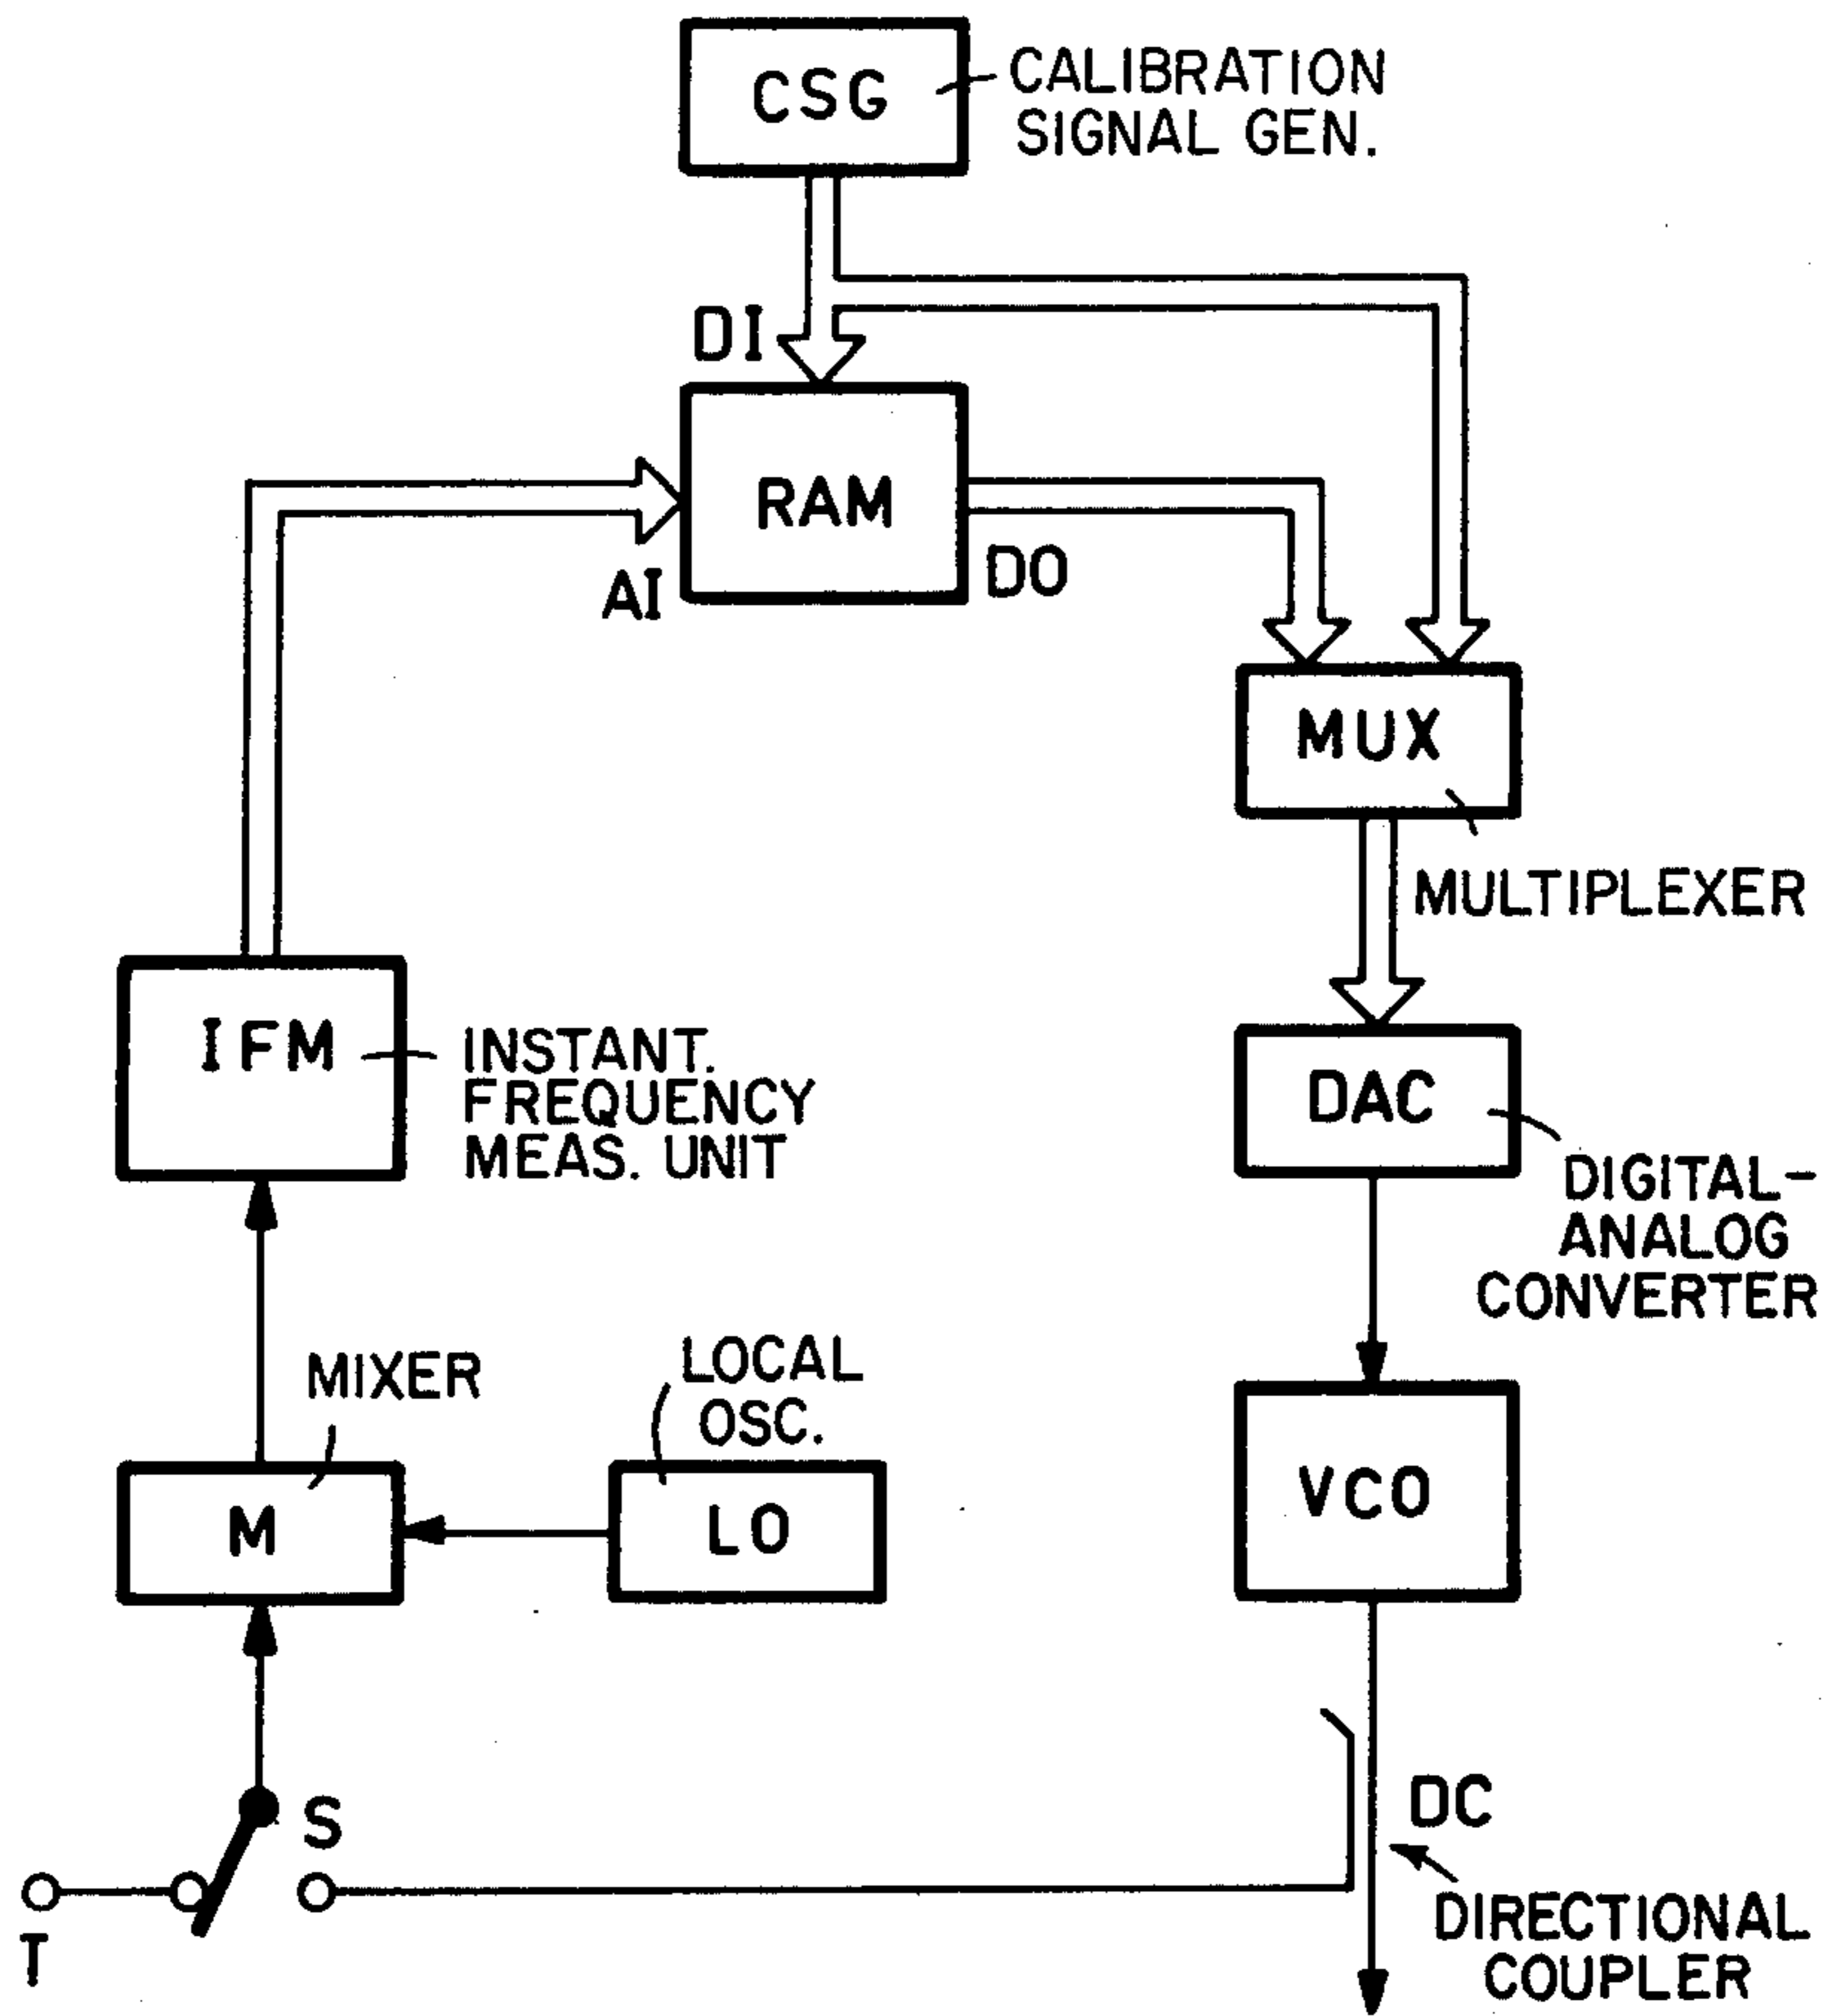 CSG
CALIBRATION
SIGNAL GEN.
DI
RAM
AI
DO
MUX
MULTIPLEXER
IFM
INSTANT.
FREQUENCY
MEAS. UNIT
DAC
DIGITAL-
ANALOG
CONVERTER
MIXER
LOCAL
OSC.
M
LO
VCO
S
DC
T
DIRECTIONAL
COUPLER